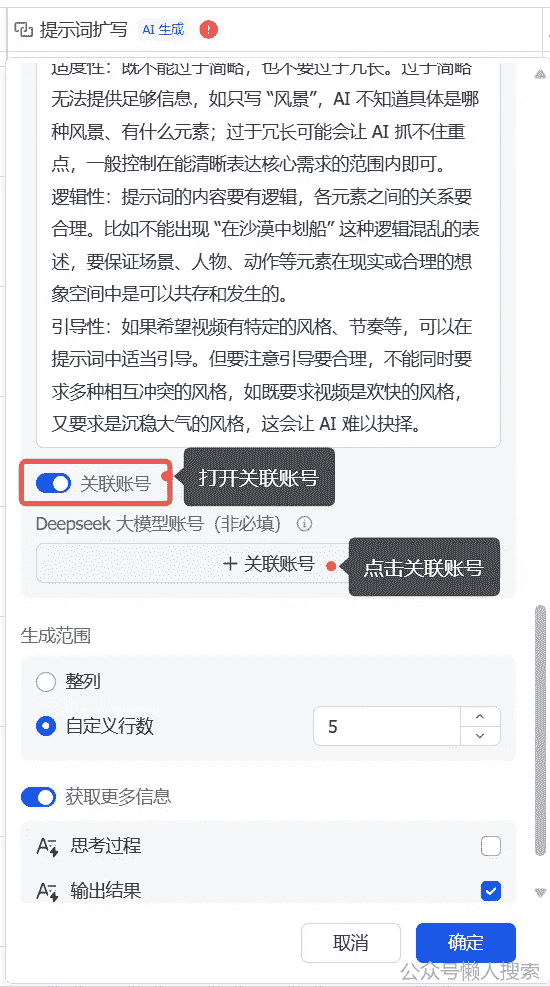 提示词扩写 AI 生成 !
适度性：既不能过于简略，也不要过于冗长。过于简略
无法提供足够信息，如只写 “风景”，AI 不知道具体是哪
种风景、有什么元素；过于冗长可能会让 AI 抓不住重
点，一般控制在能清晰表达核心需求的范围内即可。
逻辑性：提示词的内容要有逻辑，各元素之间的关系要
合理。比如不能出现 “在沙漠中划船” 这种逻辑混乱的表
述，要保证场景、人物、动作等元素在现实或合理的想
象空间中是可以共存和发生的。
引导性：如果希望视频有特定的风格、节奏等，可以在
提示词中适当引导。但要注意引导要合理，不能同时要
求多种相互冲突的风格，如既要求视频是欢快的风格，
又要求是沉稳大气的风格，这会让 AI 难以抉择。
关联账号 打开关联账号
Deepseek 大模型账号（非必填）
+ 关联账号 点击关联账号
生成范围
整列
自定义行数 5
获取更多信息
思考过程
输出结果
取消 确定
公众号懒人搜索